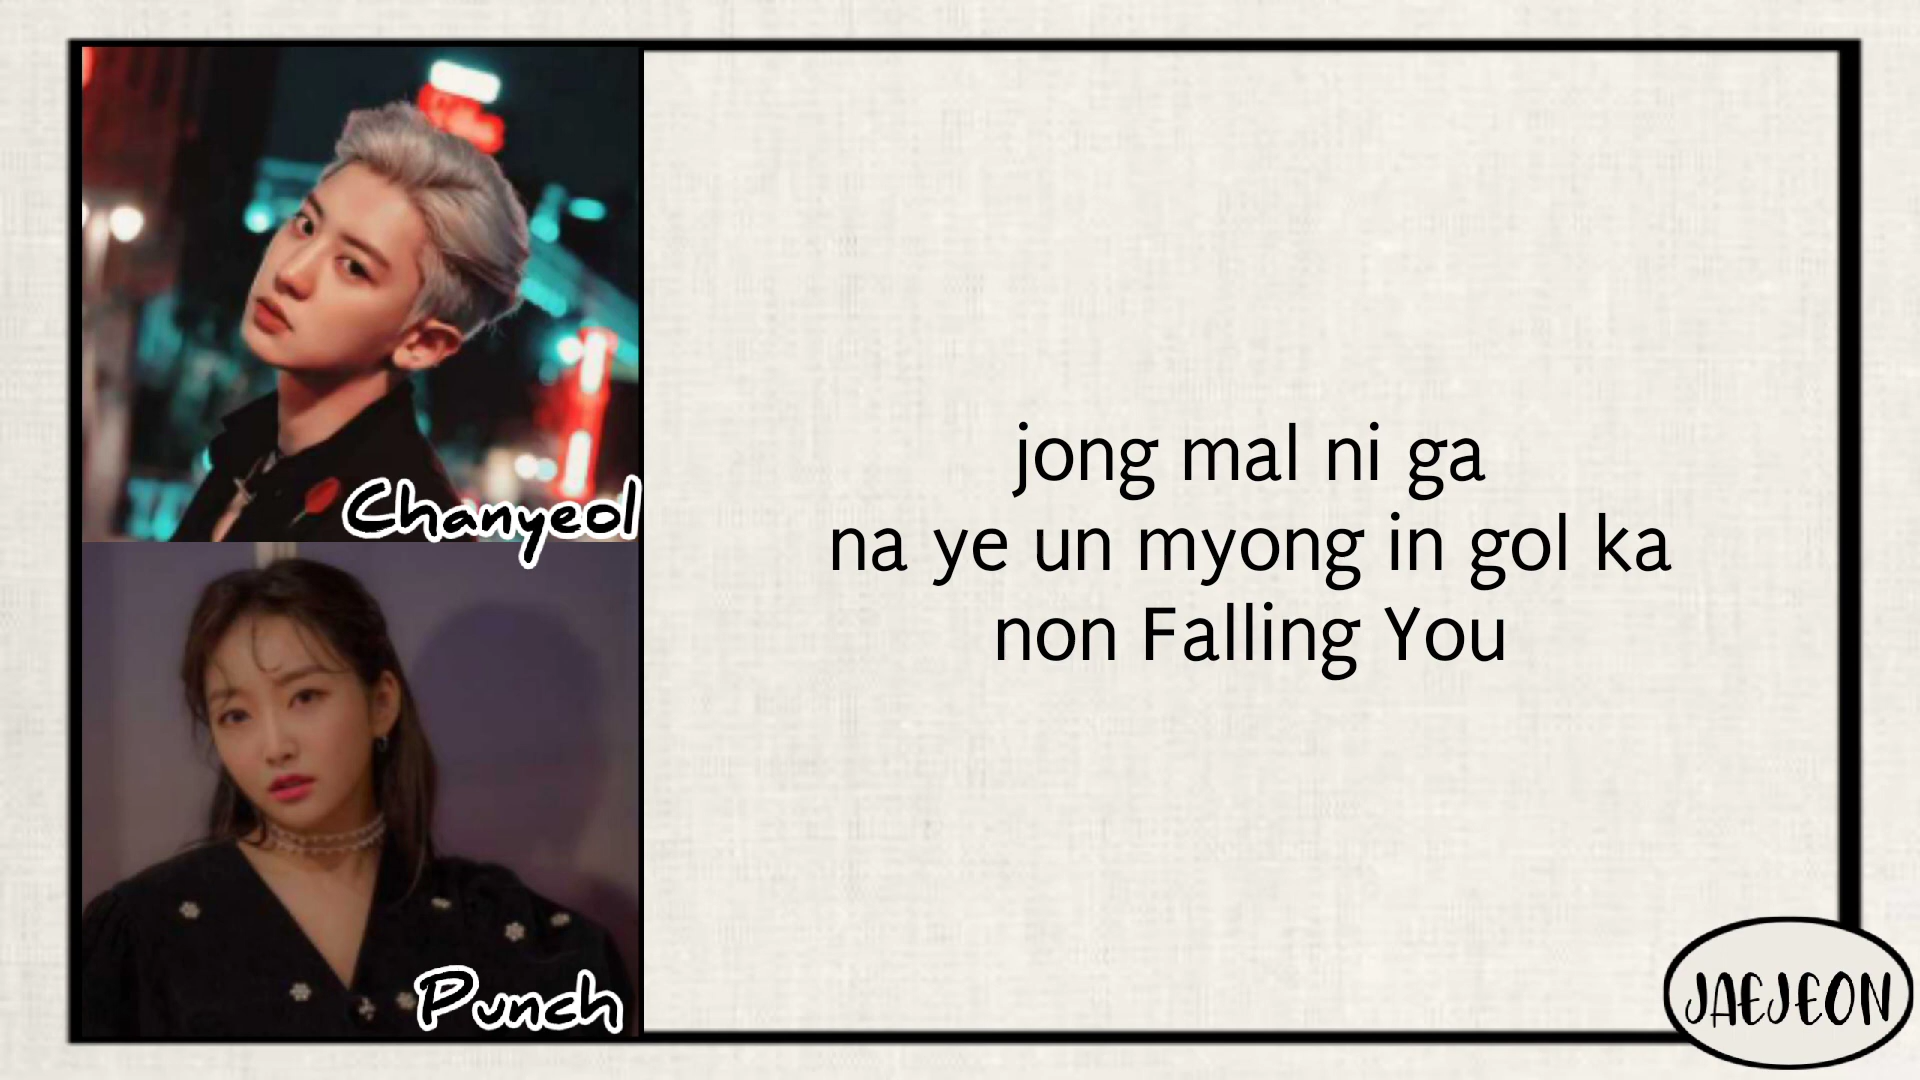 Chanyeol
Punch
jong mal ni ga
na ye un myong in gol ka
non Falling You
JAEJEON